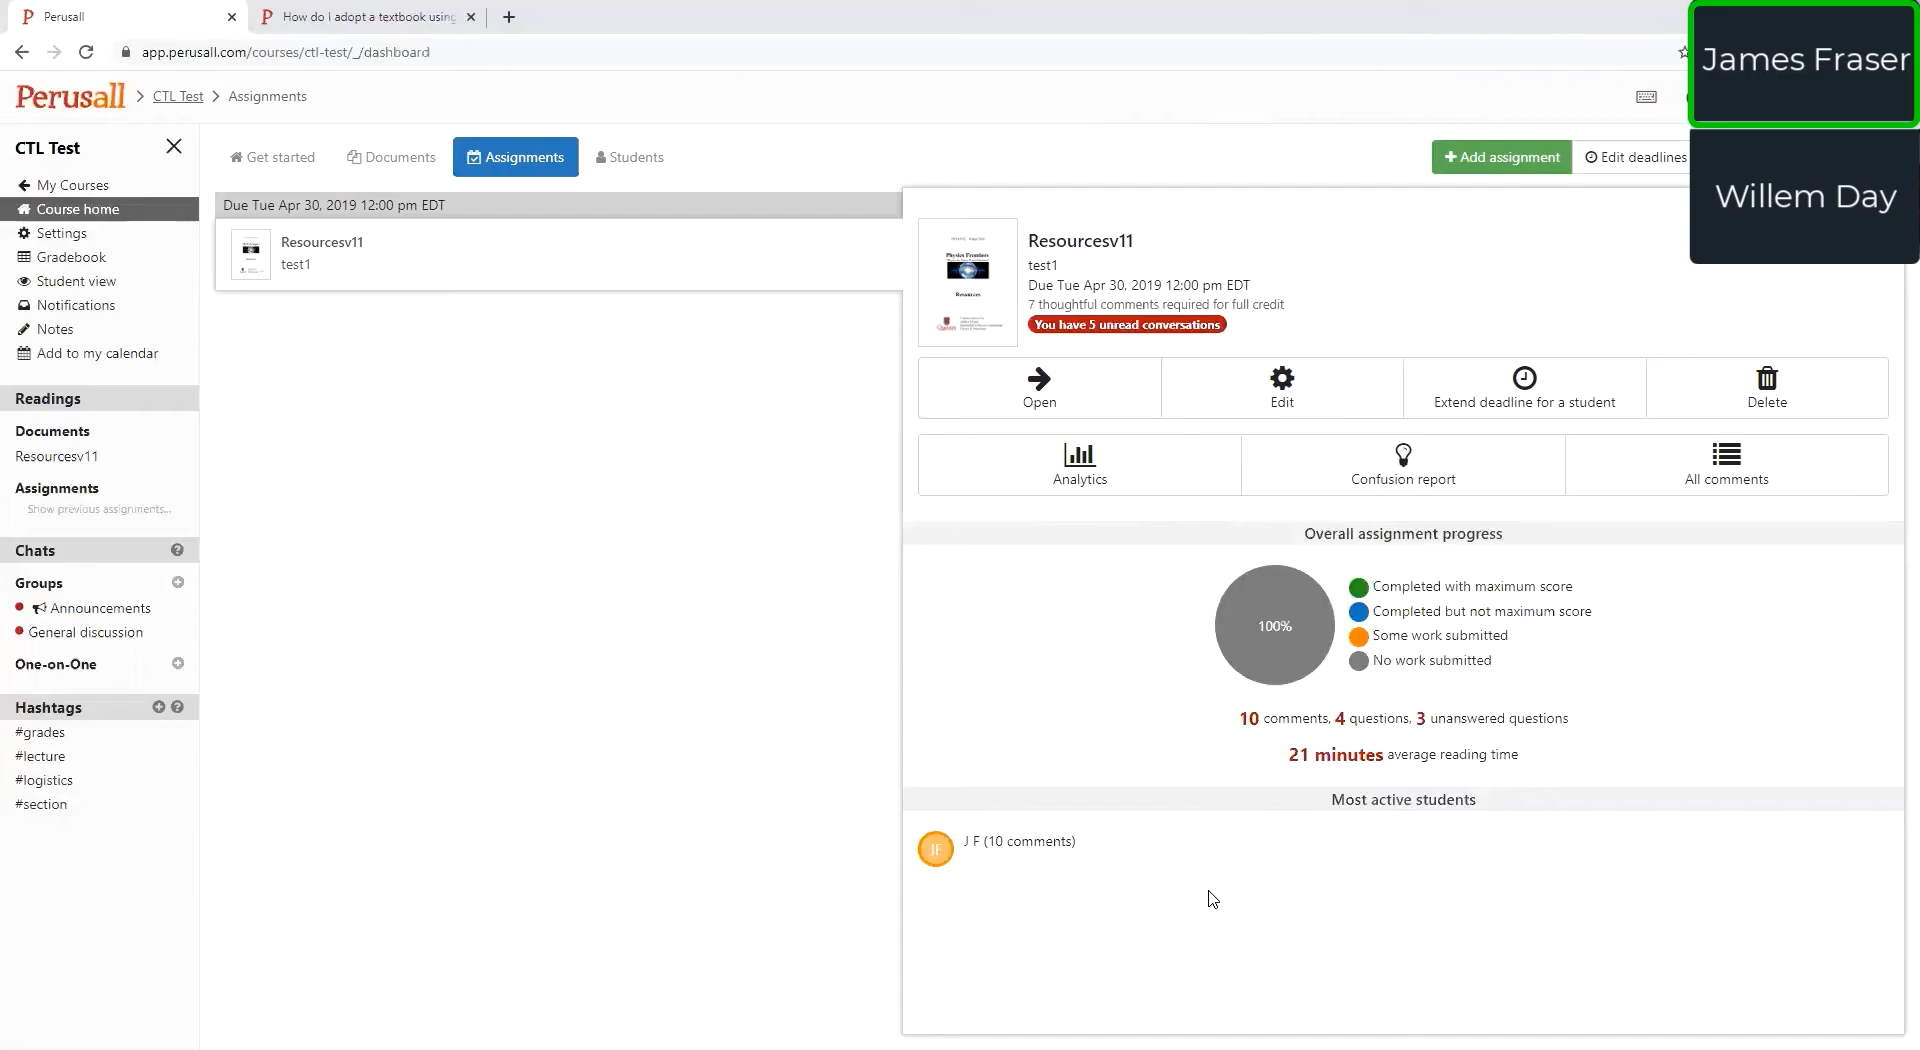 Perusall
How do I adopt a textbook using
app.perusall.com/courses/ctl-test/_/dashboard
James Fraser
Willem Day
Perusall > CTL Test > Assignments
CTL Test
My Courses
Course home
Settings
Gradebook
Student view
Notifications
Notes
Add to my calendar
Readings
Documents
Resourcesv11
Assignments
Show previous assignments...
Chats
Groups
Announcements
General discussion
One-on-One
Hashtags
#grades
#lecture
#logistics
#section
Get started
Documents
Assignments
Students
Add assignment
Edit deadlines
Due Tue Apr 30, 2019 12:00 pm EDT
Resourcesv11
test1
Physics Frontiers
Resources
Resourcesv11
test1
Due Tue Apr 30, 2019 12:00 pm EDT
7 thoughtful comments required for full credit
You have 5 unread conversations
Open
Edit
Extend deadline for a student
Delete
Analytics
Confusion report
All comments
Overall assignment progress
100%
Completed with maximum score
Completed but not maximum score
Some work submitted
No work submitted
10 comments, 4 questions, 3 unanswered questions
21 minutes average reading time
Most active students
JF
J F (10 comments)